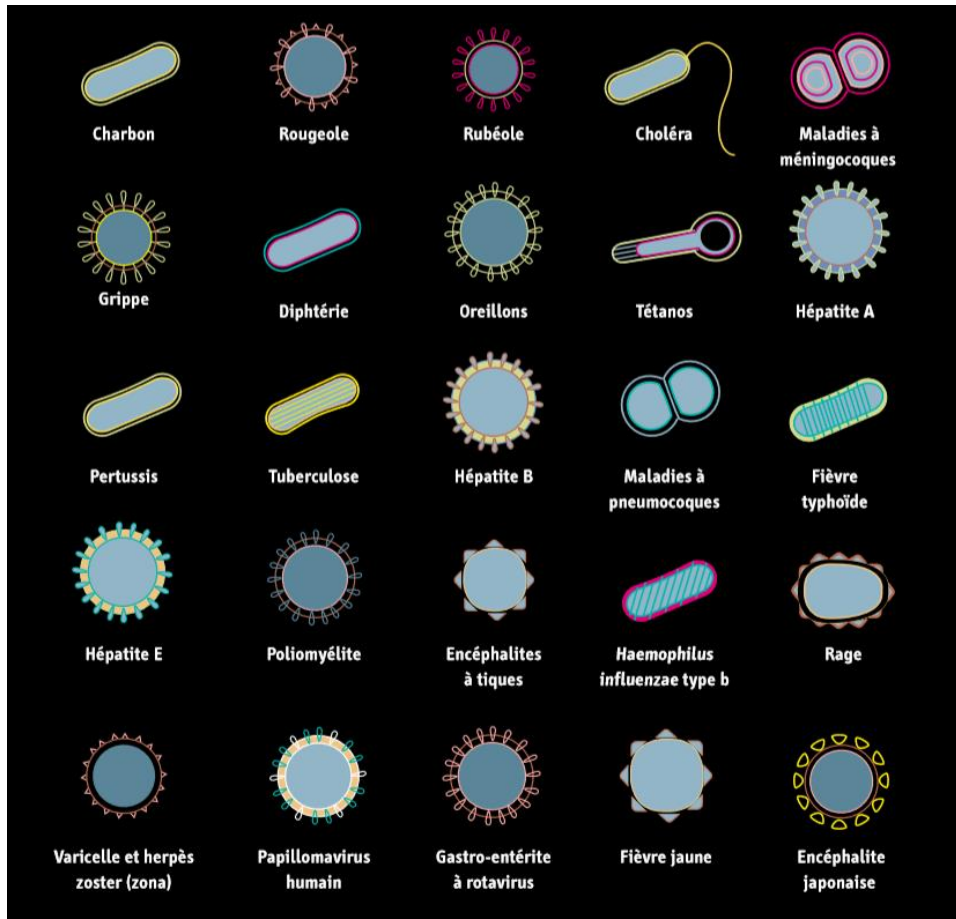 Charbon
Rougeole
Rubéole
Choléra
Maladies à
méningocoques
Grippe
Diphtérie
Oreillons
Tétanos
Hépatite A
Pertussis
Tuberculose
Hépatite B
Maladies à
pneumocoques
Fièvre
typhoïde
Hépatite E
Poliomyélite
Encéphalites
à tiques
Haemophilus
influenzae type b
Rage
Varicelle et herpès
zoster (zona)
Papillomavirus
humain
Gastro-entérite
à rotavirus
Fièvre jaune
Encéphalite
japonaise